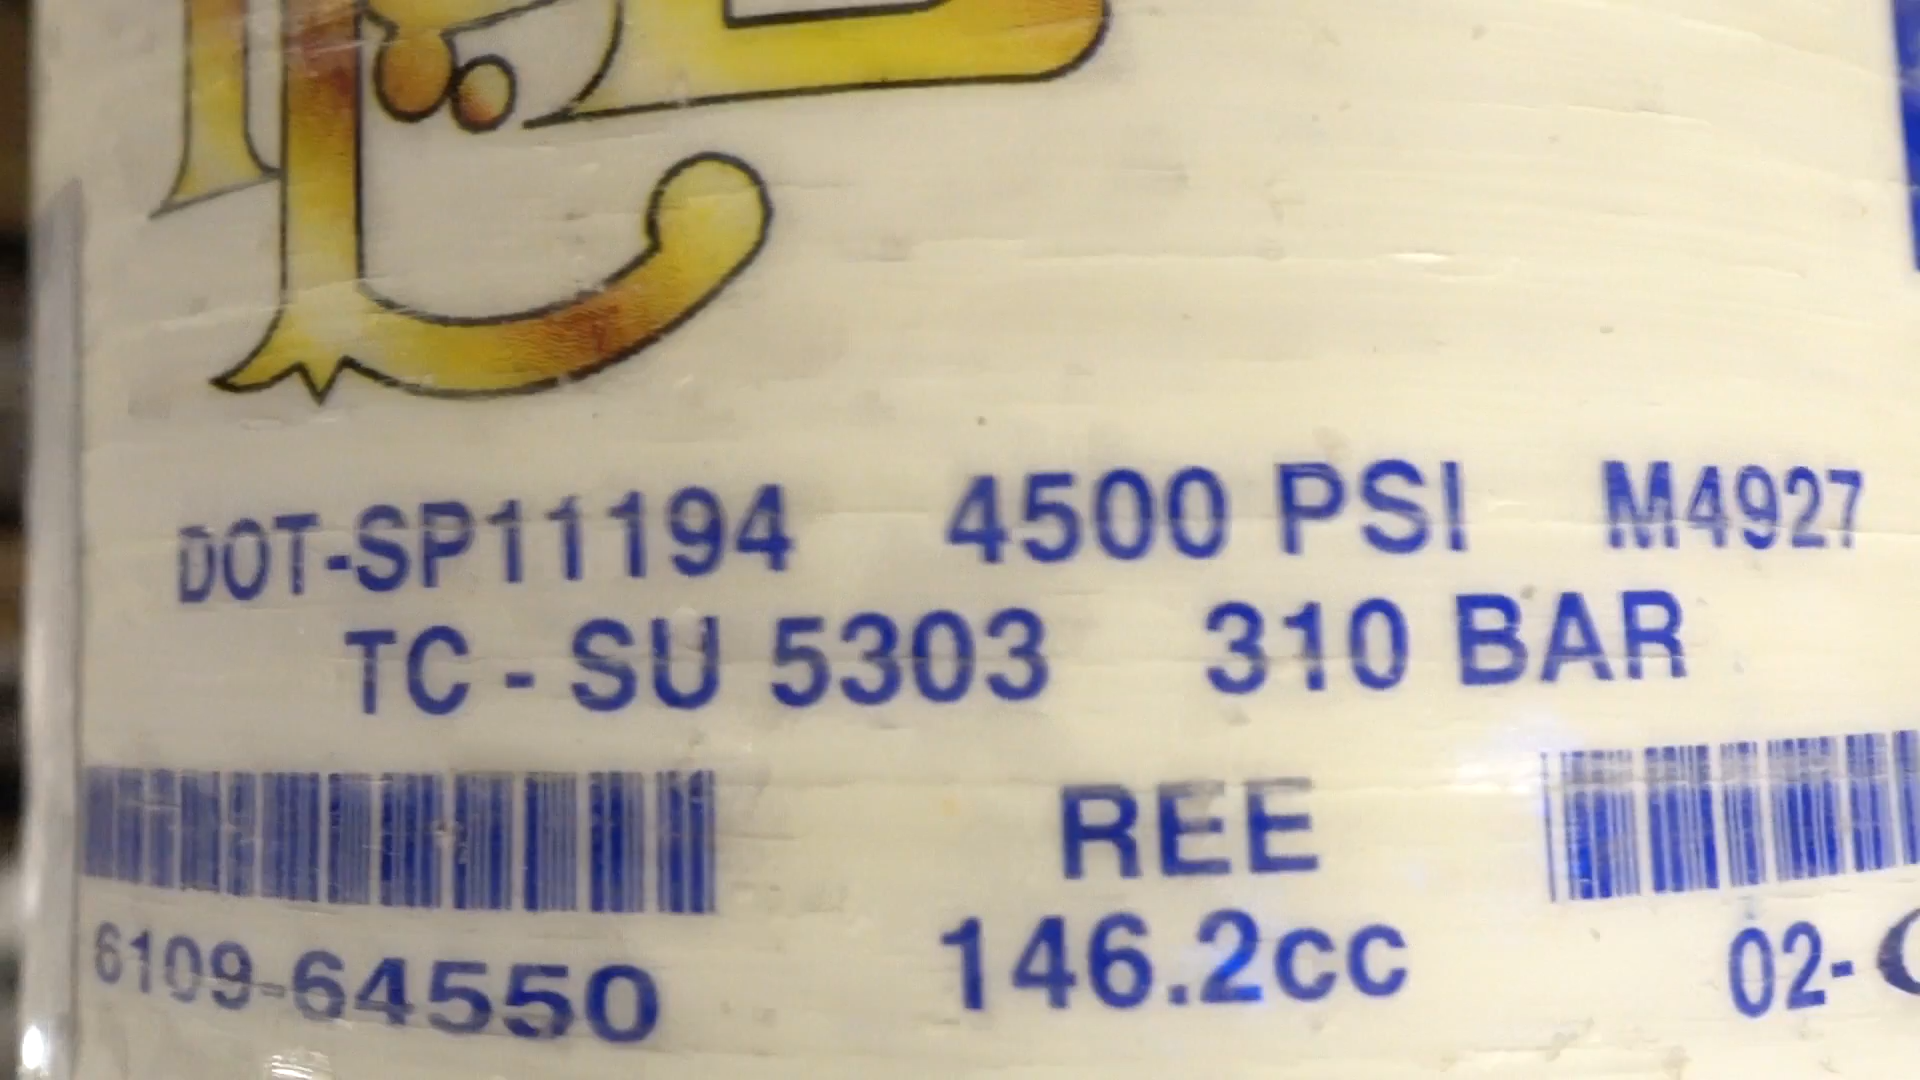 DOT-SP11194 4500 PSI M4927
TC - SU 5303 310 BAR
REE
6109-64550 146.2cc 02-